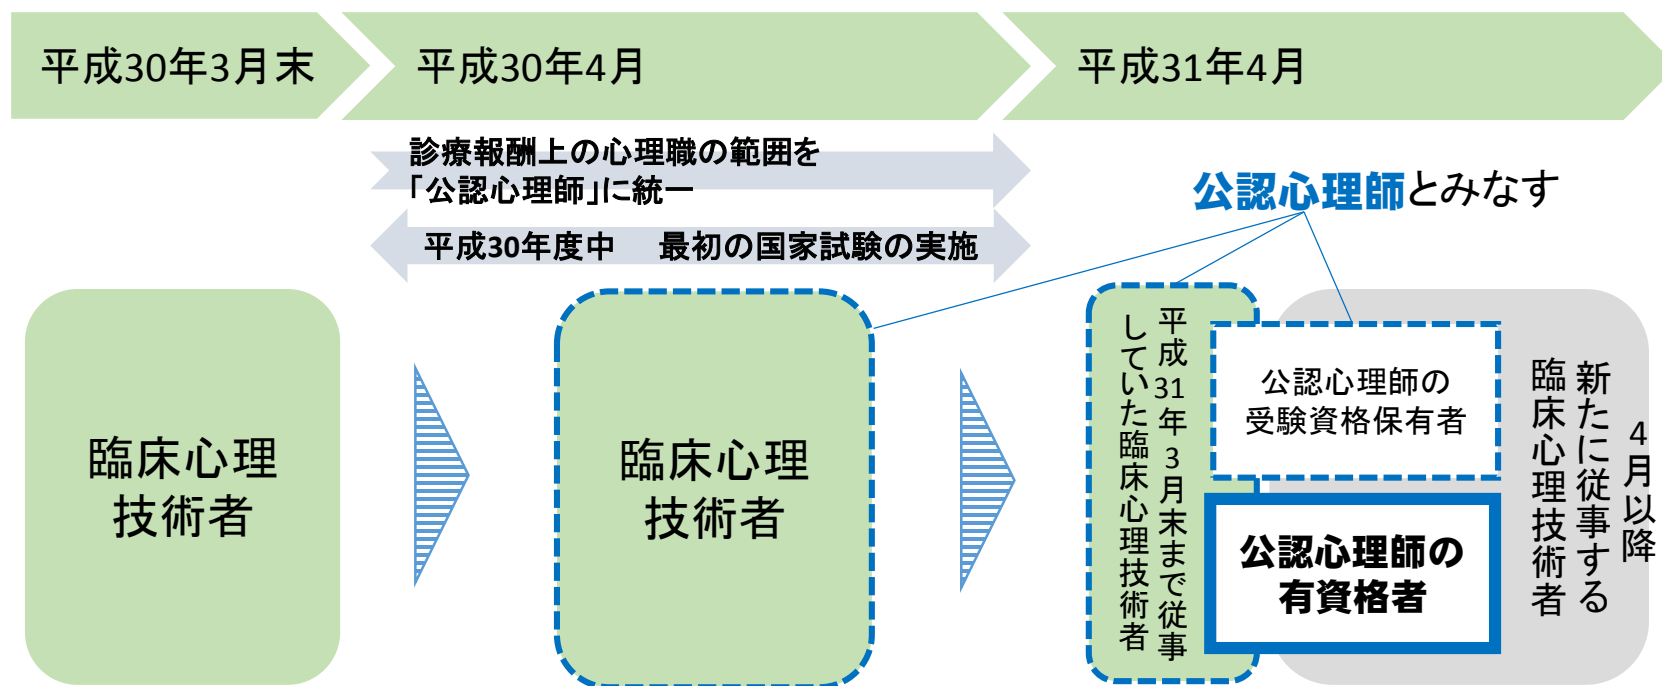 平成30年3月末
平成30年4月
平成31年4月
診療報酬上の心理職の範囲を
「公認心理師」に統一
平成30年度中　最初の国家試験の実施
公認心理師とみなす
臨床心理
技術者
臨床心理
技術者
平成31年3月末まで従事
していた臨床心理技術者
公認心理師の
受験資格保有者
公認心理師の
有資格者
4月以降
新たに従事する
臨床心理技術者